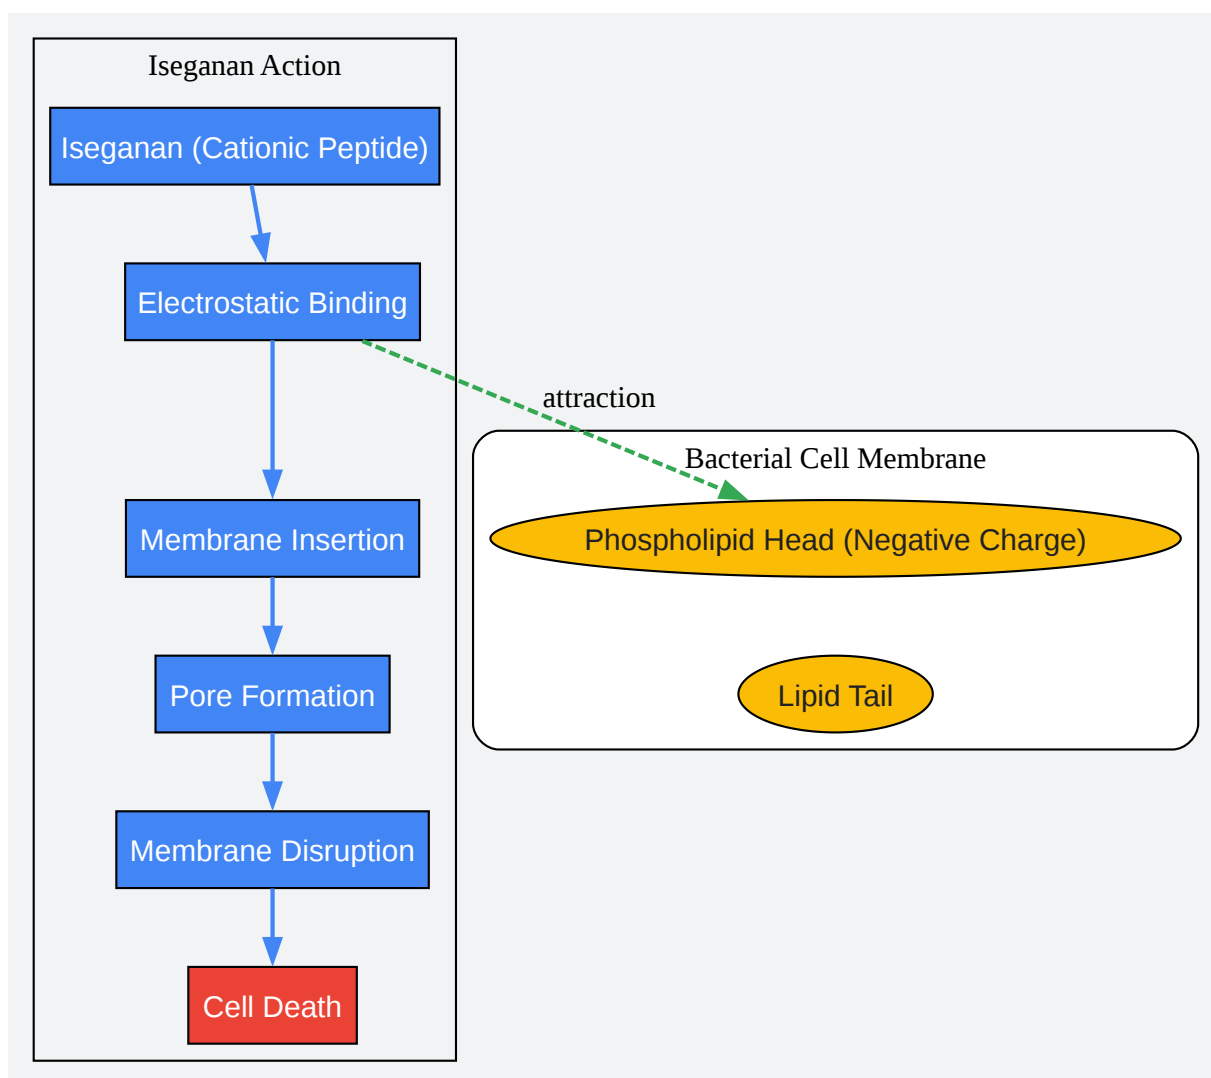 Iseganan Action
Iseganan (Cationic Peptide)
Electrostatic Binding
attraction
Bacterial Cell Membrane
Membrane Insertion
Phospholipid Head (Negative Charge)
Pore Formation
Lipid Tail
Membrane Disruption
Cell Death